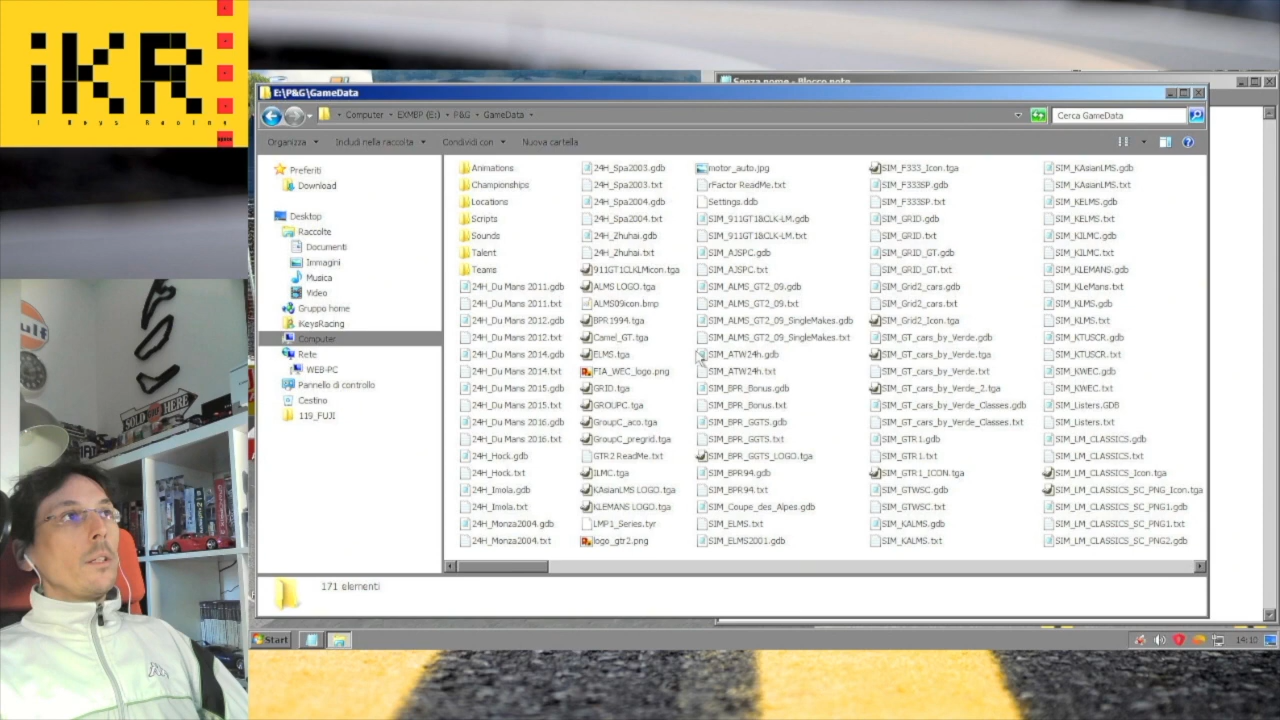 iKR
i Keys Racing
Senza nome - Blocco note
E:\P&G\GameData
Computer
EXMBP (E:)
P&G
GameData
Cerca GameData
Organizza
Includi nella raccolta
Condividi con
Nuova cartella
Preferiti
Download
Desktop
Raccolte
Documenti
Immagini
Musica
Video
Gruppo home
iKeysRacing
Computer
Rete
WEB-PC
Pannello di controllo
Cestino
119_FUJI
Animations
Championships
Locations
Scripts
Sounds
Talent
Teams
24H_Du Mans 2011.gdb
24H_Du Mans 2011.txt
24H_Du Mans 2012.gdb
24H_Du Mans 2012.txt
24H_Du Mans 2014.gdb
24H_Du Mans 2014.txt
24H_Du Mans 2015.gdb
24H_Du Mans 2015.txt
24H_Du Mans 2016.gdb
24H_Du Mans 2016.txt
24H_Hock.gdb
24H_Hock.txt
24H_Imola.gdb
24H_Imola.txt
24H_Monza2004.gdb
24H_Monza2004.txt
24H_Spa2003.gdb
24H_Spa2003.txt
24H_Spa2004.gdb
24H_Spa2004.txt
24H_Zhuhai.gdb
24H_Zhuhai.txt
911GT1CLKLMicon.tga
ALMS LOGO.tga
ALMS09icon.bmp
BPR1994.tga
Camel_GT.tga
ELMS.tga
FIA_WEC_logo.png
GRID.tga
GROUPC.tga
GroupC_aco.tga
GroupC_pregrid.tga
GTR2 ReadMe.txt
ILMC.tga
KAsianLMS LOGO.tga
KLEMANS LOGO.tga
LMP1_Series.tyr
logo_gtr2.png
motor_auto.jpg
rFactor ReadMe.txt
Settings.ddb
SIM_911GT1&CLK-LM.gdb
SIM_911GT1&CLK-LM.txt
SIM_AJSPC.gdb
SIM_AJSPC.txt
SIM_ALMS_GT2_09.gdb
SIM_ALMS_GT2_09.txt
SIM_ALMS_GT2_09_SingleMakes.gdb
SIM_ALMS_GT2_09_SingleMakes.txt
SIM_ATW24h.gdb
SIM_ATW24h.txt
SIM_BPR_Bonus.gdb
SIM_BPR_Bonus.txt
SIM_BPR_GGTS.gdb
SIM_BPR_GGTS.txt
SIM_BPR_GGTS_LOGO.tga
SIM_BPR94.gdb
SIM_BPR94.txt
SIM_Coupe_des_Alpes.gdb
SIM_ELMS.txt
SIM_ELMS2001.gdb
SIM_F333_Icon.tga
SIM_F333SP.gdb
SIM_F333SP.txt
SIM_GRID.gdb
SIM_GRID.txt
SIM_GRID_GT.gdb
SIM_GRID_GT.txt
SIM_Grid2_cars.gdb
SIM_Grid2_cars.txt
SIM_Grid2_Icon.tga
SIM_GT_cars_by_Verde.gdb
SIM_GT_cars_by_Verde.tga
SIM_GT_cars_by_Verde.txt
SIM_GT_cars_by_Verde_2.tga
SIM_GT_cars_by_Verde_Classes.gdb
SIM_GT_cars_by_Verde_Classes.txt
SIM_GTR1.gdb
SIM_GTR1.txt
SIM_GTR1_ICON.tga
SIM_GTWSC.gdb
SIM_GTWSC.txt
SIM_KALMS.gdb
SIM_KALMS.txt
SIM_KAsianLMS.gdb
SIM_KAsianLMS.txt
SIM_KELMS.gdb
SIM_KELMS.txt
SIM_KILMC.gdb
SIM_KILMC.txt
SIM_KLEMANS.gdb
SIM_KLeMans.txt
SIM_KLMS.gdb
SIM_KLMS.txt
SIM_KTUSCR.gdb
SIM_KTUSCR.txt
SIM_KWEC.gdb
SIM_KWEC.txt
SIM_Listers.GDB
SIM_Listers.txt
SIM_LM_CLASSICS.gdb
SIM_LM_CLASSICS.txt
SIM_LM_CLASSICS_Icon.tga
SIM_LM_CLASSICS_SC_PNG_Icon.tga
SIM_LM_CLASSICS_SC_PNG1.gdb
SIM_LM_CLASSICS_SC_PNG1.txt
SIM_LM_CLASSICS_SC_PNG2.gdb
171 elementi
Start
14:10
Gulf